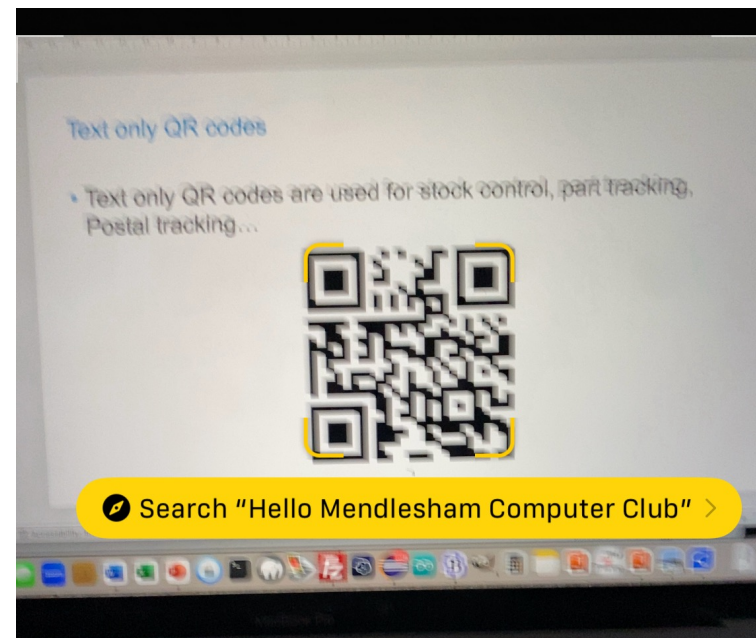 Text only QR codes
• Text only QR codes are used for stock control, part tracking,
Postal tracking...
Search "Hello Mendlesham Computer Club"